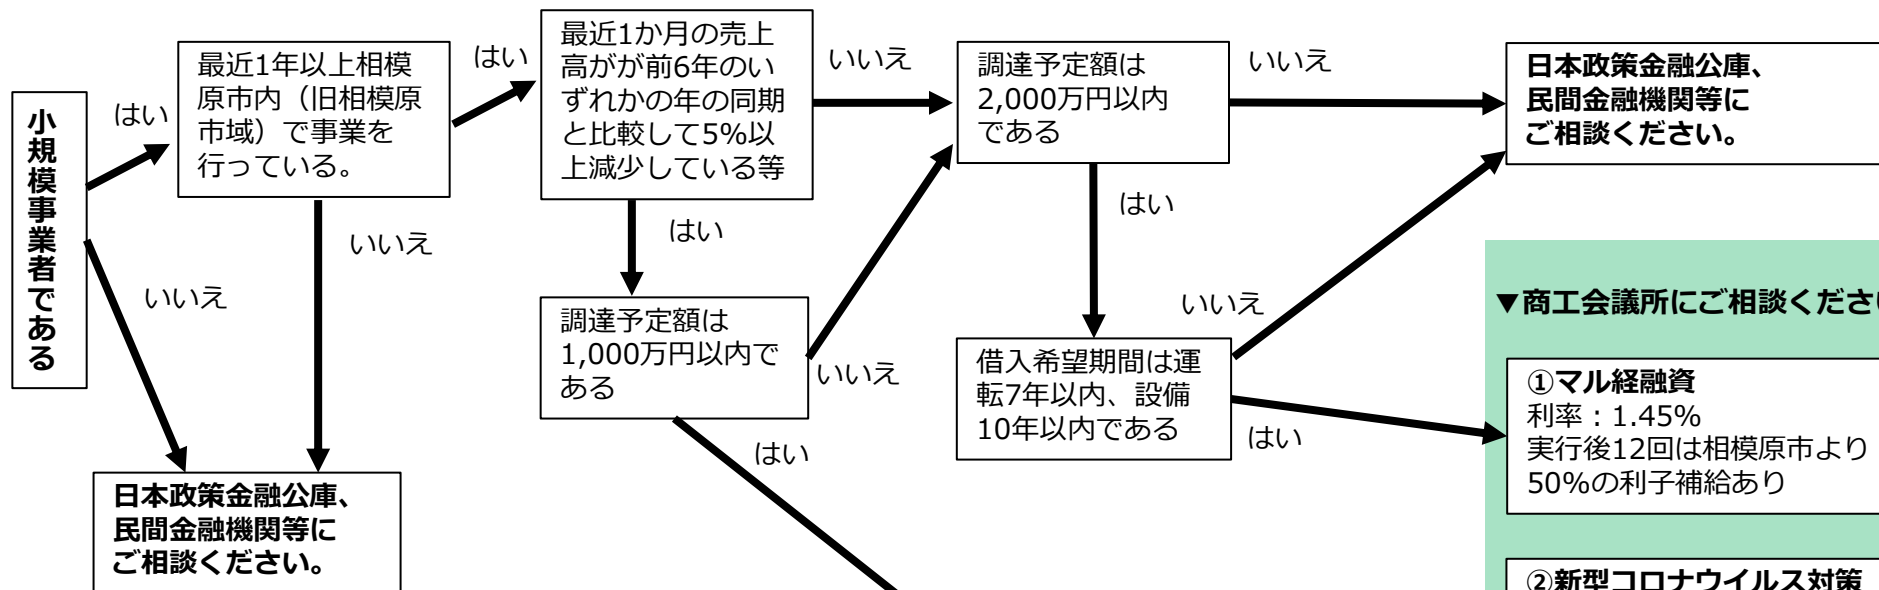 小規模事業者である
はい
いいえ
最近1年以上相模
原市内（旧相模原
市域）で事業を
行っている。
はい
いいえ
日本政策金融公庫、
民間金融機関等に
ご相談ください。
最近1か月の売上
高がが前6年のい
ずれかの年の同期
と比較して5%以
上減少している等
いいえ
はい
調達予定額は
1,000万円以内で
ある
いいえ
はい
調達予定額は
2,000万円以内
である
いいえ
はい
借入希望期間は運
転7年以内、設備
10年以内である
いいえ
はい
日本政策金融公庫、
民間金融機関等に
ご相談ください。
▼商工会議所にご相談くださ
①マル経融資
利率：1.45%
実行後12回は相模原市より
50%の利子補給あり
②新型コロナウイルス対策